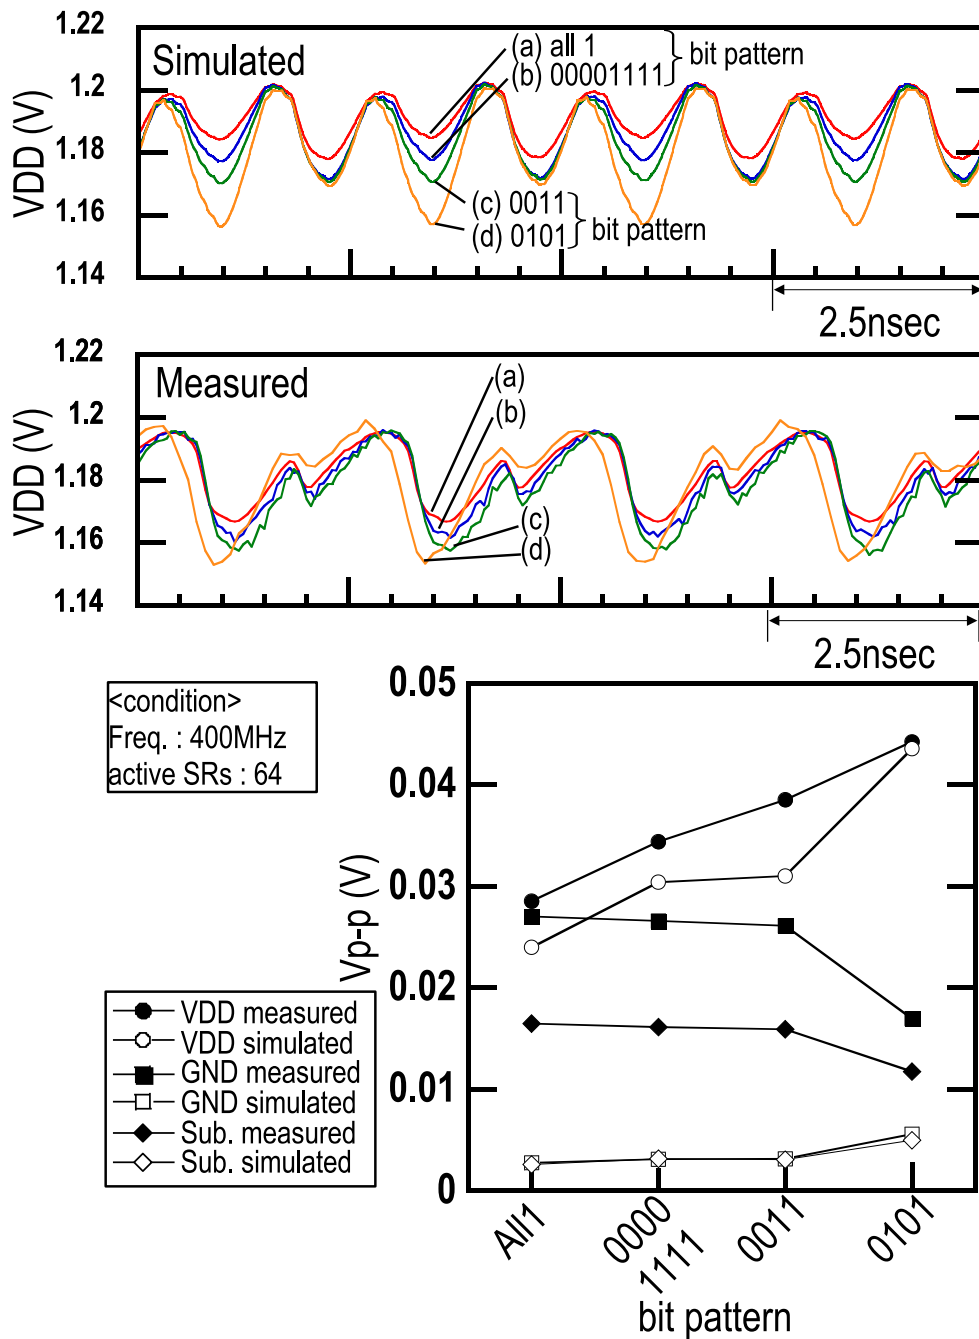 1.22
Simulated
(a) all 1
(b) 00001111
bit pattern
1.2
VDD (V)
1.18
1.16
(c) 0011
(d) 0101
bit pattern
1.14
2.5nsec
1.22
Measured
(a)
(b)
1.2
VDD (V)
1.18
1.16
(c)
(d)
1.14
2.5nsec
<condition>
Freq. : 400MHz
active SRs : 64
0.05
0.04
0.03
Vp-p (V)
0.02
0.01
0
VDD measured
VDD simulated
GND measured
GND simulated
Sub. measured
Sub. simulated
All1
0000
1111
0011
0101
bit pattern